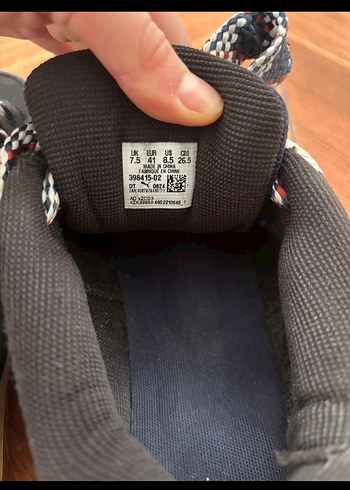 UK EUR US CM
7.5 41 8.5 26.5
MADE IN CHINA
FABRIQUÉ EN CHINE
398415-02
DT 0624